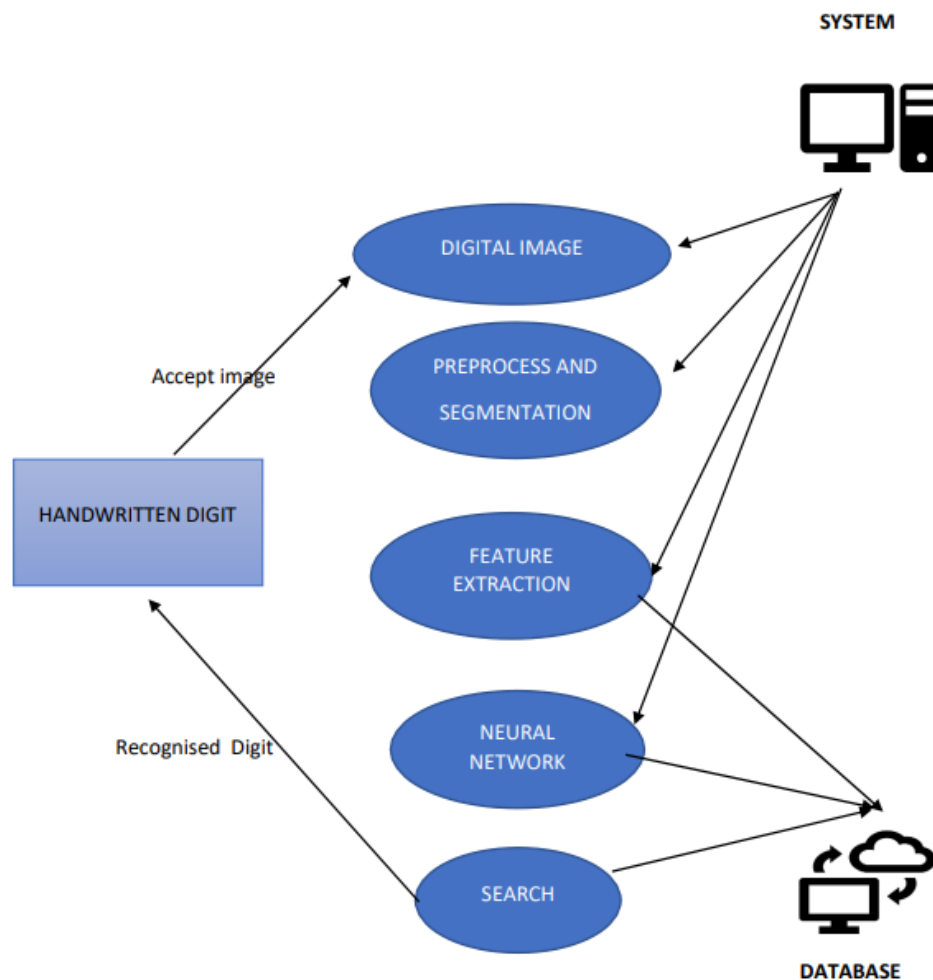 SYSTEM
DIGITAL IMAGE
PREPROCESS AND
SEGMENTATION
Accept image
HANDWRITTEN DIGIT
FEATURE
EXTRACTION
Recognised Digit
NEURAL
NETWORK
SEARCH
DATABASE